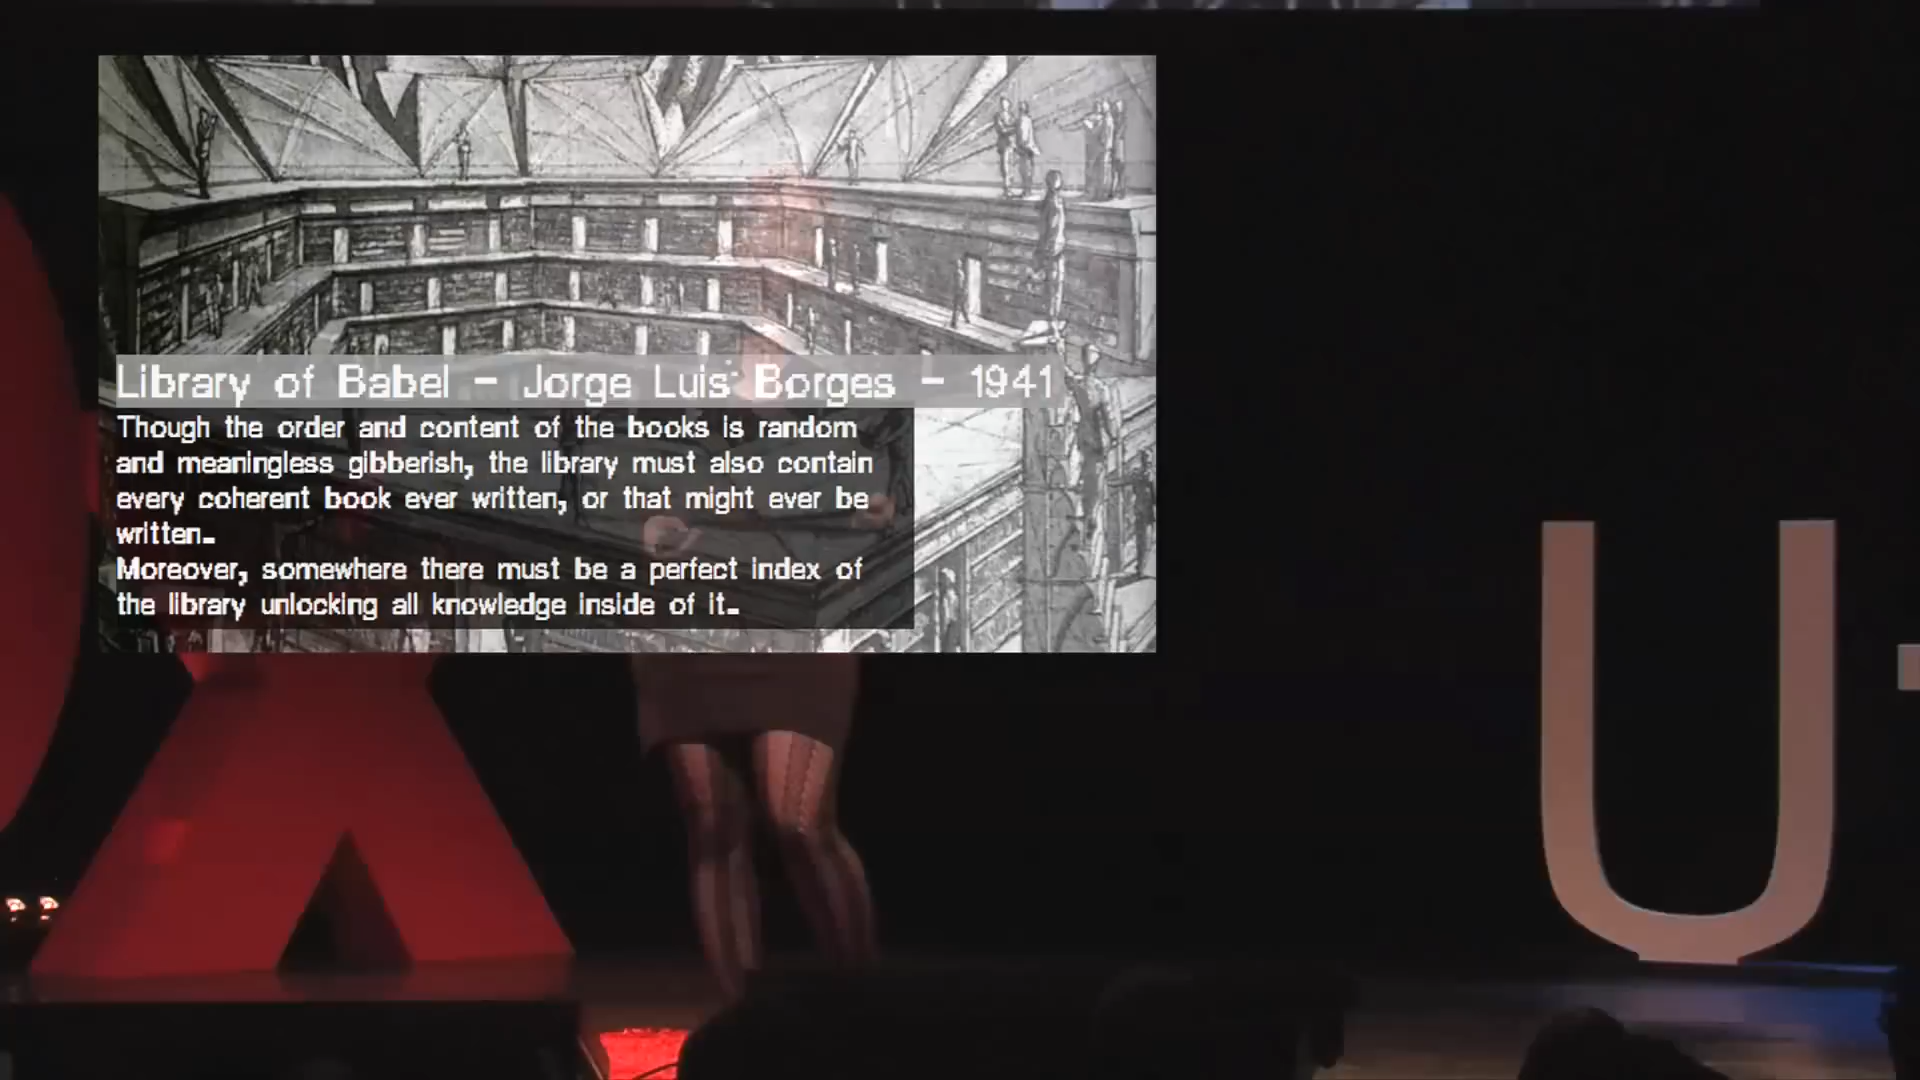 Library of Babel - Jorge Luis Borges - 1941
Though the order and content of the books is random
and meaningless gibberish, the library must also contain
every coherent book ever written, or that might ever be
written.
Moreover, somewhere there must be a perfect index of
the library unlocking all knowledge inside of it.
X
U